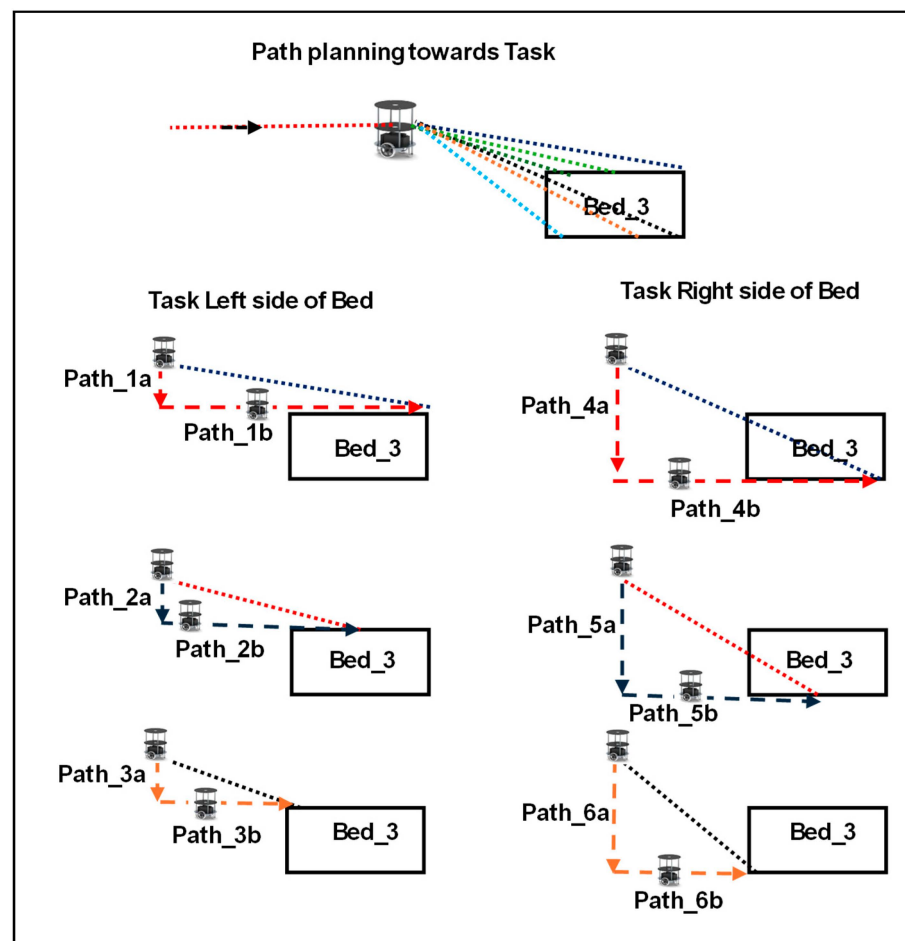 Path planning towards Task
Bed_3
Task Left side of Bed
Task Right side of Bed
Path_1a
Path_1b
Bed_3
Path_4a
Bed_3
Path_4b
Path_2a
Path_2b
Bed_3
Path_5a
Bed_3
Path_5b
Path_3a
Path_3b
Bed_3
Path_6a
Bed_3
Path_6b